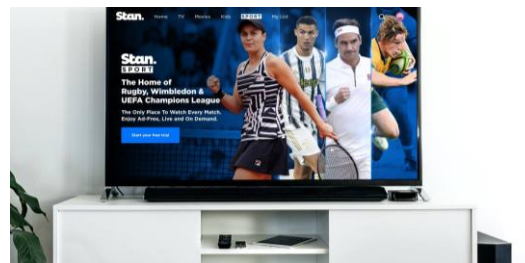 Stan. Home TV Movies Kids SPORT My List
Stan.
SPORT
The Home of
Rugby, Wimbledon &
UEFA Champions League
The Only Place To Watch Every Match.
Enjoy Ad-Free, Live and On Demand.
Start your free trial
FILA